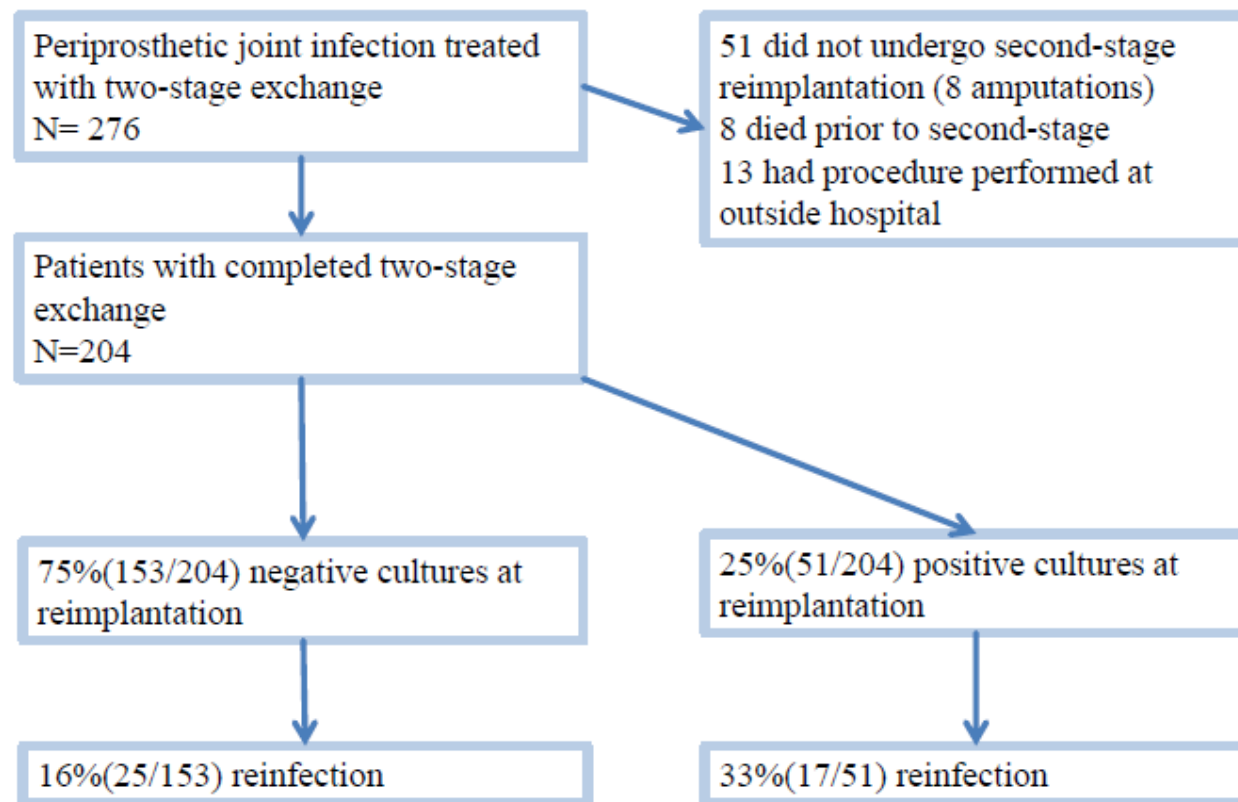 Periprosthetic joint infection treated
with two-stage exchange
N= 276
51 did not undergo second-stage
reimplantation (8 amputations)
8 died prior to second-stage
13 had procedure performed at
outside hospital
Patients with completed two-stage
exchange
N=204
75%(153/204) negative cultures at
reimplantation
25%(51/204) positive cultures at
reimplantation
16%(25/153) reinfection
33%(17/51) reinfection